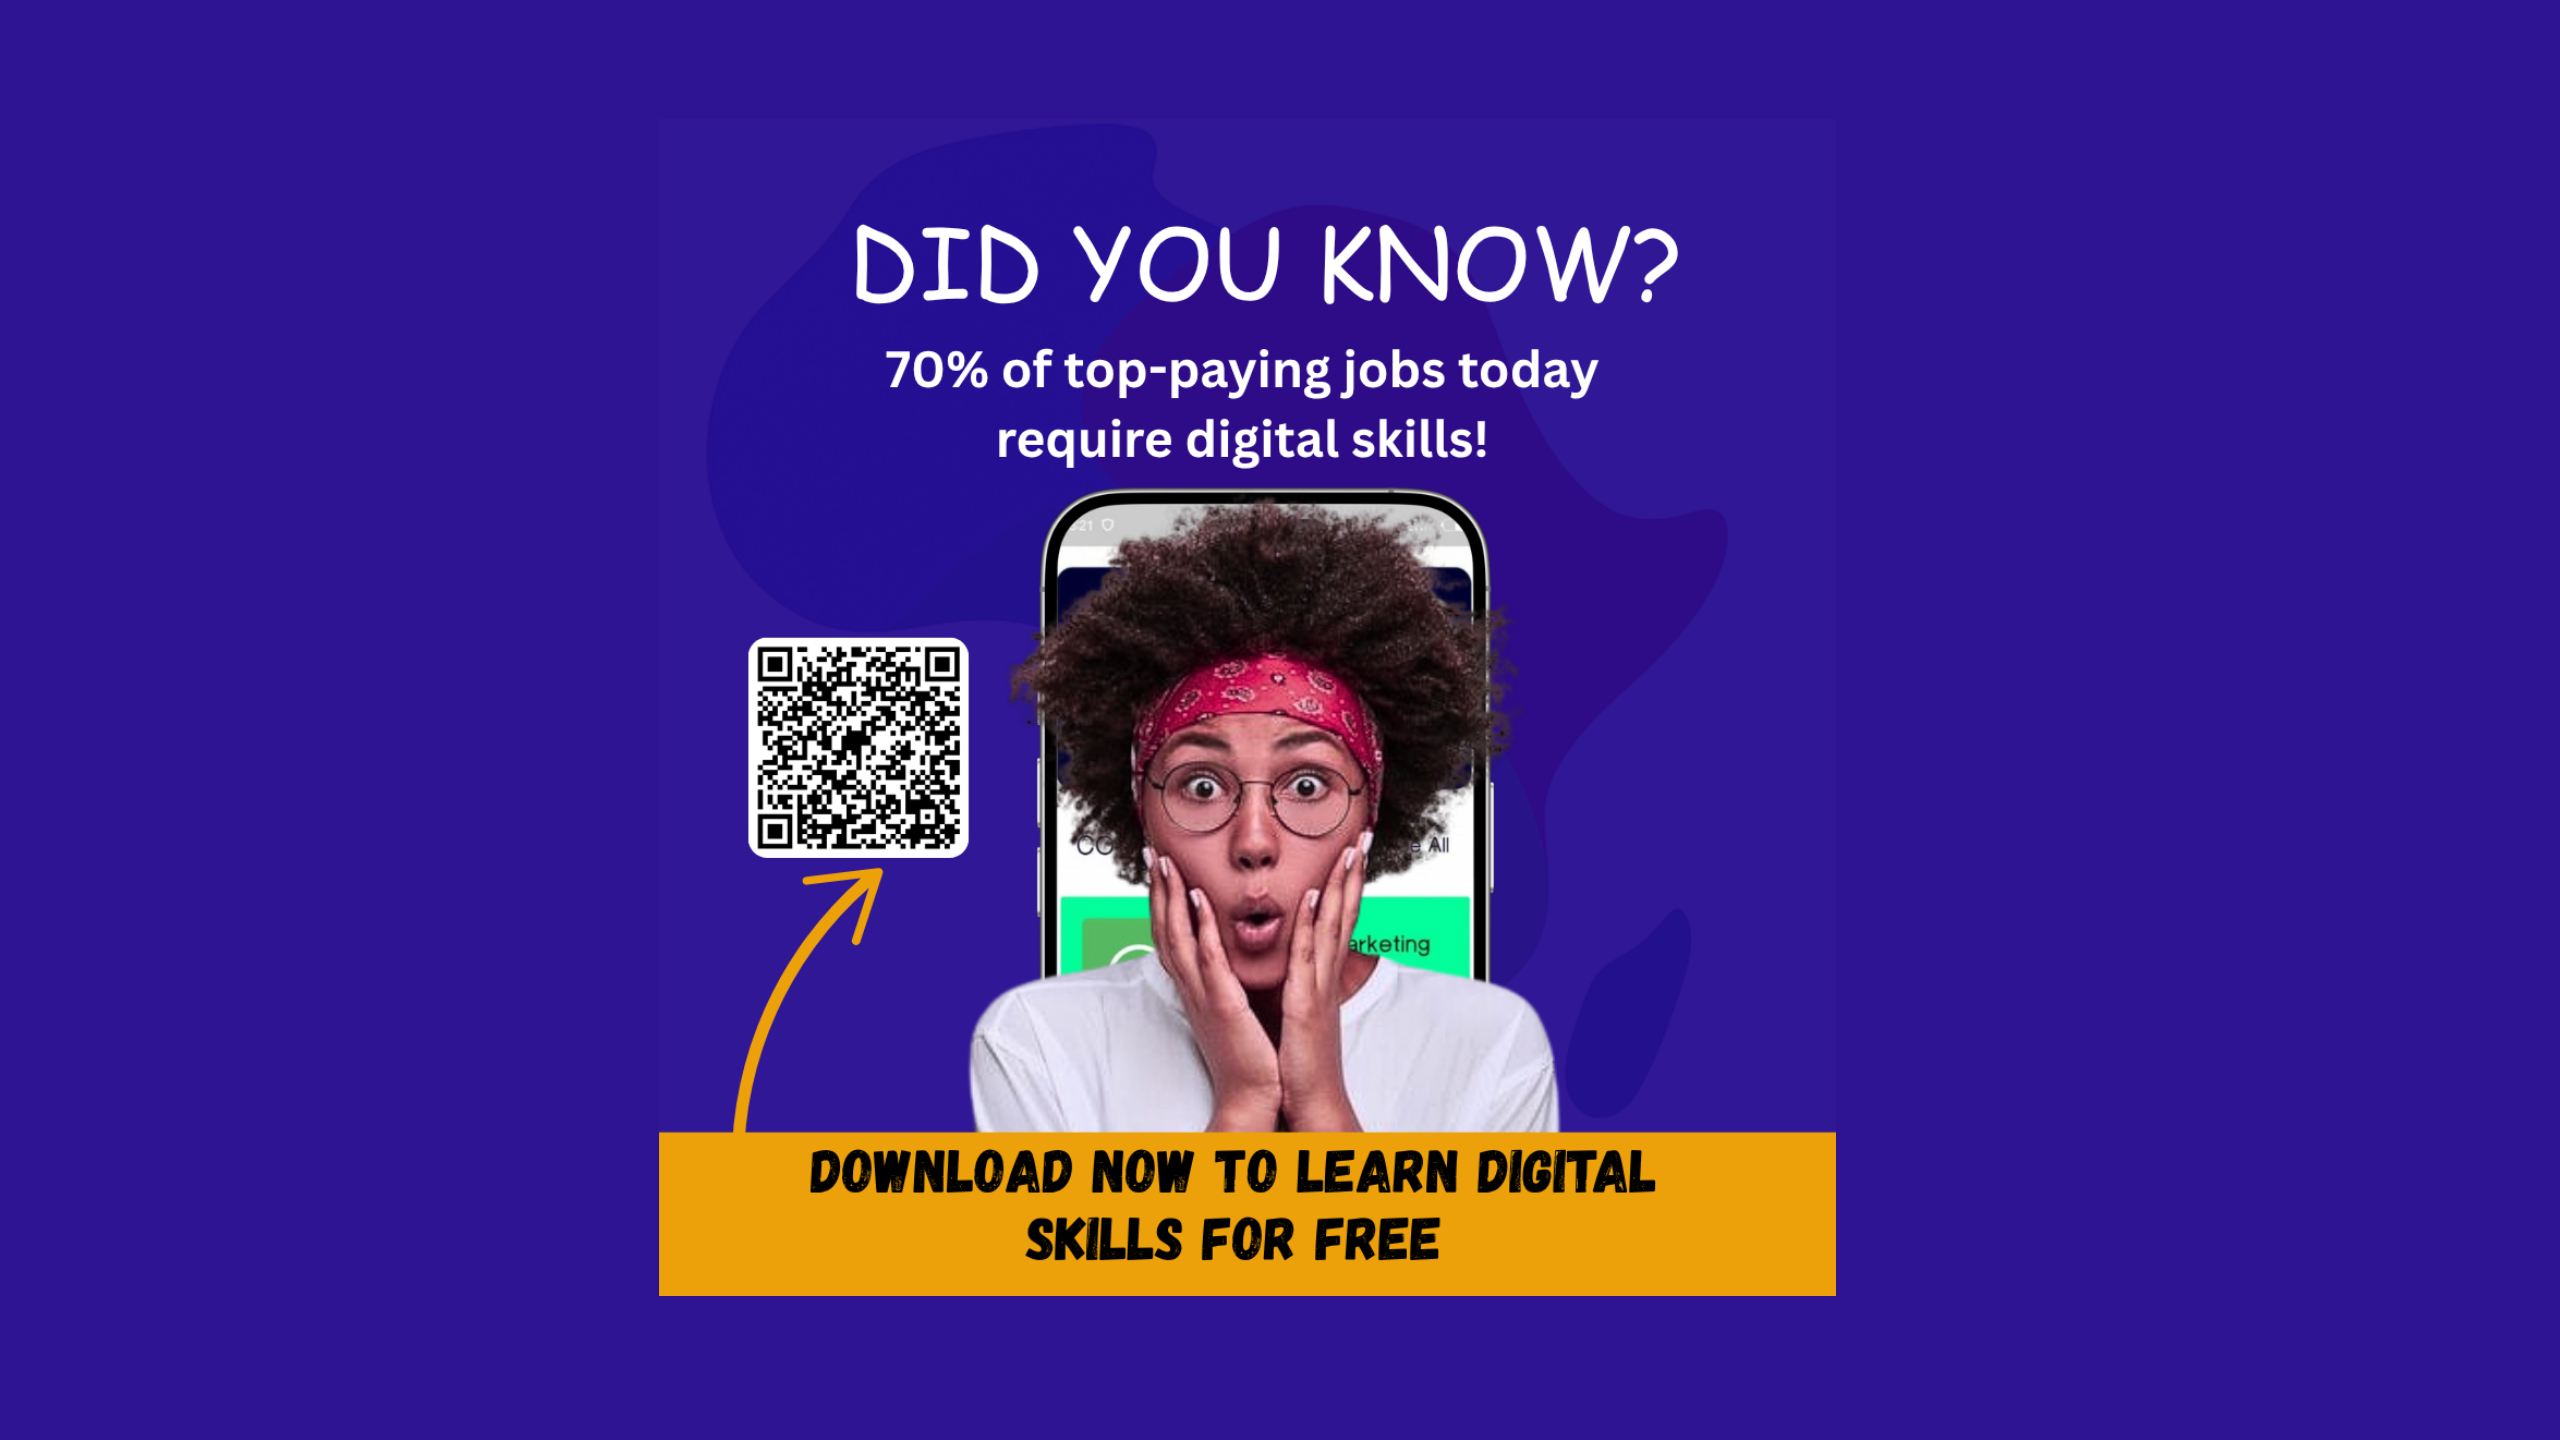 DID YOU KNOW?
70% of top-paying jobs today
require digital skills!
All
arketing
DOWNLOAD NOW TO LEARN DIGITAL
SKILLS FOR FREE